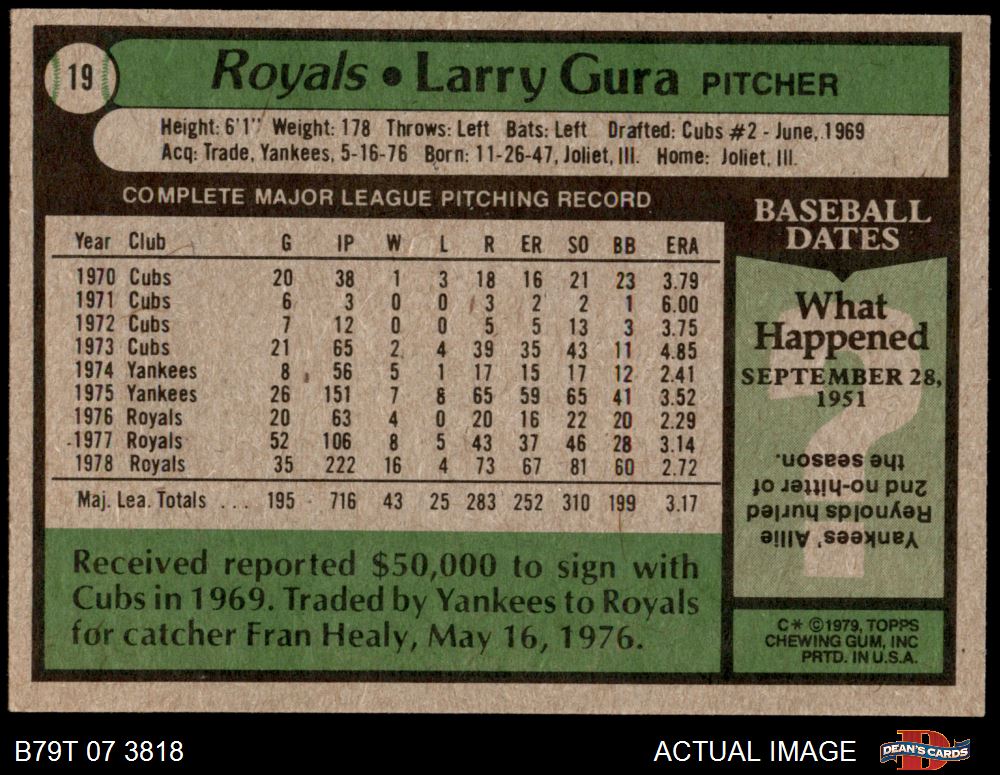 19
Royals • Larry Gura PITCHER
Height: 6'1" Weight: 178 Throws: Left Bats: Left Drafted: Cubs #2 - June, 1969
Acq: Trade, Yankees, 5-16-76 Born: 11-26-47, Joliet, Ill. Home: Joliet, Ill.
COMPLETE MAJOR LEAGUE PITCHING RECORD
Year Club G IP W L R ER SO BB ERA
1970 Cubs 20 38 1 3 18 16 21 23 3.79
1971 Cubs 6 3 0 0 3 2 2 1 6.00
1972 Cubs 7 12 0 0 5 5 13 3 3.75
1973 Cubs 21 65 2 4 39 35 43 11 4.85
1974 Yankees 8 56 5 1 17 15 17 12 2.41
1975 Yankees 26 151 7 8 65 59 65 41 3.52
1976 Royals 20 63 4 0 20 16 22 20 2.29
1977 Royals 52 106 8 5 43 37 46 28 3.14
1978 Royals 35 222 16 4 73 67 81 60 2.72
Maj. Lea. Totals ... 195 716 43 25 283 252 310 199 3.17
Received reported $50,000 to sign with
Cubs in 1969. Traded by Yankees to Royals
for catcher Fran Healy, May 16, 1976.
BASEBALL
DATES
What
Happened
SEPTEMBER 28,
1951
?
Yankees' Allie
Reynolds hurled
2nd no-hitter of
the season.
C* ©1979, TOPPS
CHEWING GUM, INC
PRTD. IN U.S.A.
B79T 07 3818
ACTUAL IMAGE
D
DEAN'S CARDS